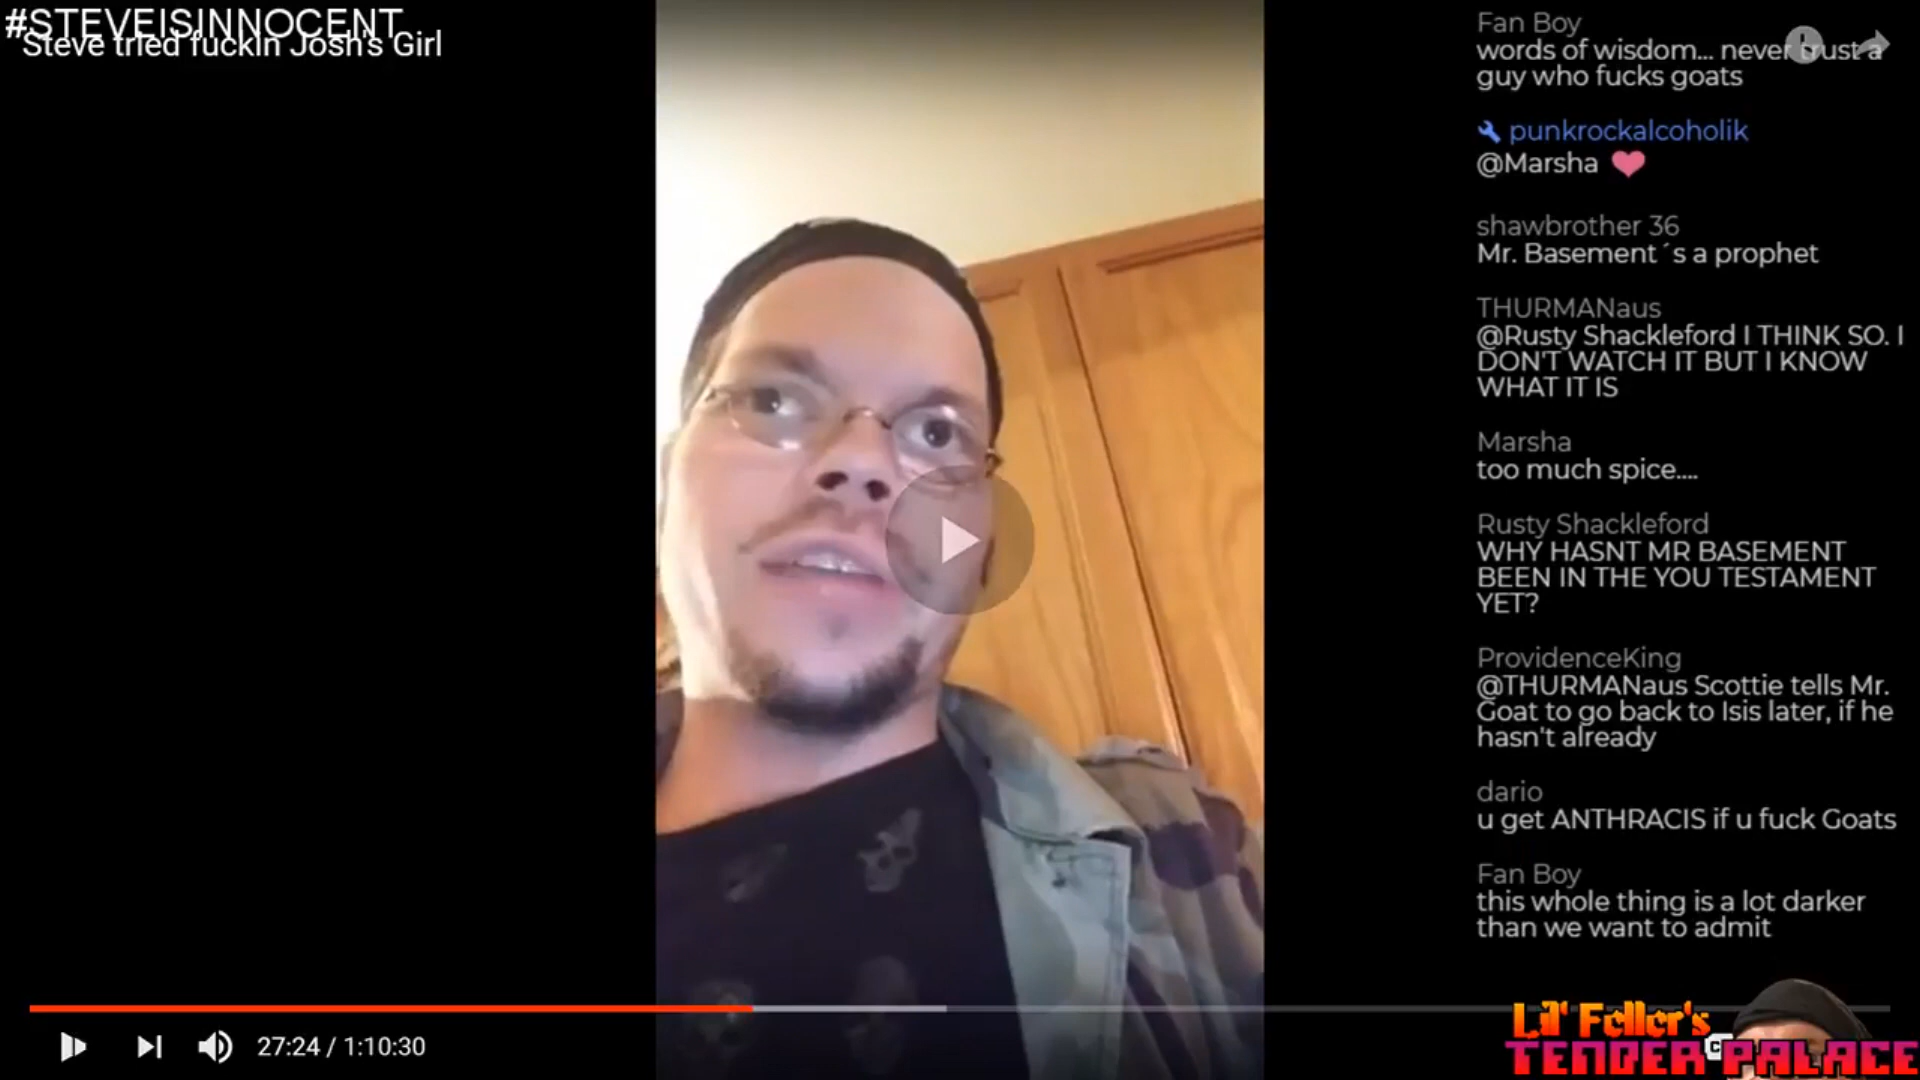 #STEVEISINNOCENT
Steve tried fuckin Josh's Girl
Fan Boy
words of wisdom... never trust a
guy who fucks goats
punkrockalcoholik
@Marsha
shawbrother 36
Mr. Basement´s a prophet
THURMANaus
@Rusty Shackleford I THINK SO. I
DON'T WATCH IT BUT I KNOW
WHAT IT IS
Marsha
too much spice....
Rusty Shackleford
WHY HASNT MR BASEMENT
BEEN IN THE YOU TESTAMENT
YET?
ProvidenceKing
@THURMANaus Scottie tells Mr.
Goat to go back to Isis later, if he
hasn't already
dario
u get ANTHRACIS if u fuck Goats
Fan Boy
this whole thing is a lot darker
than we want to admit
27:24 / 1:10:30
Lil' Feller's
TENDER PALACE